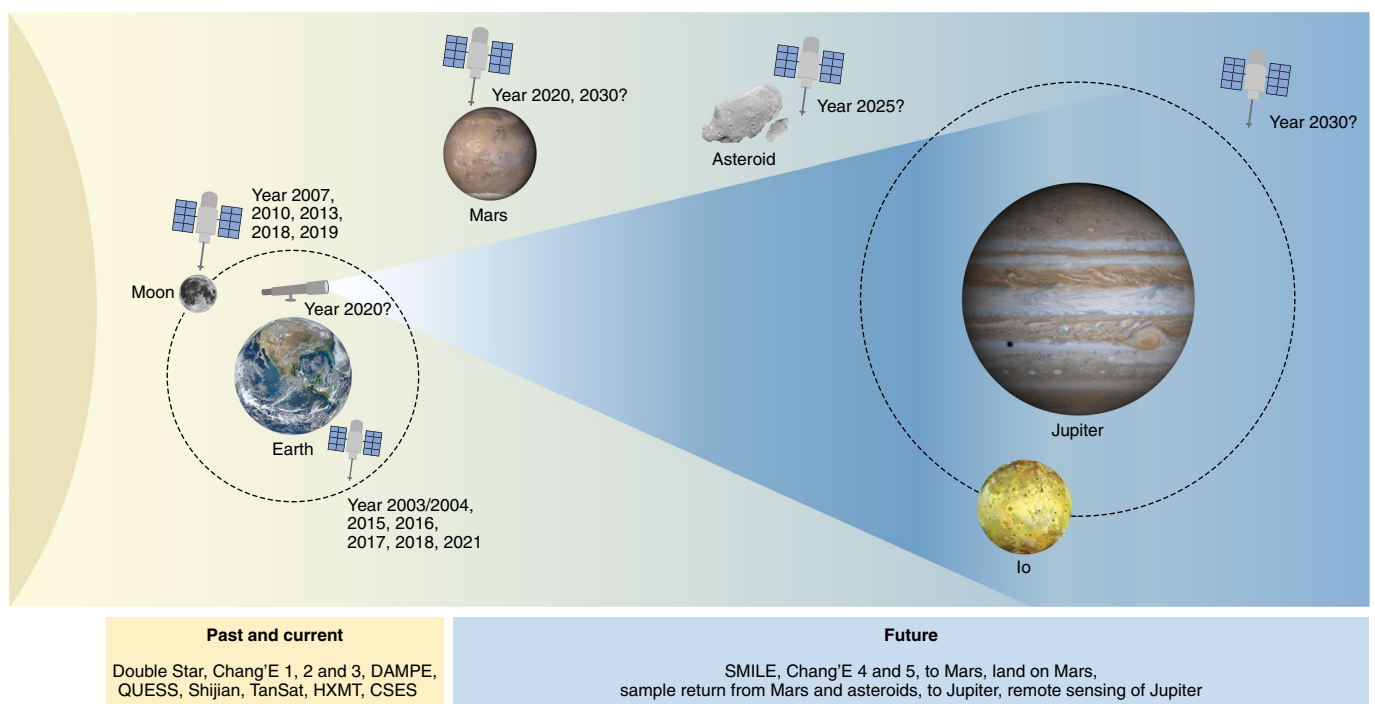 Year 2020, 2030?
Mars
Year 2025?
Asteroid
Year 2030?
Year 2007,
2010, 2013,
2018, 2019
Moon
Year 2020?
Earth
Year 2003/2004,
2015, 2016,
2017, 2018, 2021
Jupiter
Io
Past and current
Double Star, Chang’E 1, 2 and 3, DAMPE,
QUESS, Shijian, TanSat, HXMT, CSES
Future
SMILE, Chang’E 4 and 5, to Mars, land on Mars,
sample return from Mars and asteroids, to Jupiter, remote sensing of Jupiter